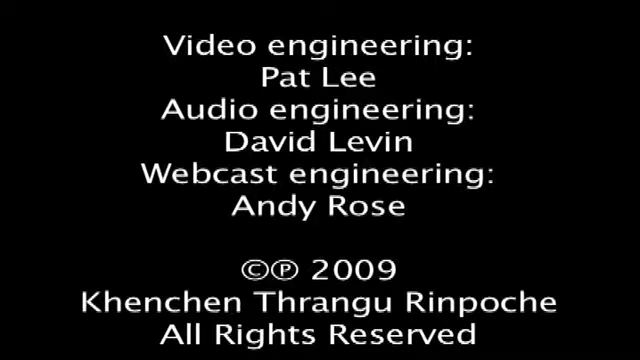 Video engineering:
Pat Lee
Audio engineering:
David Levin
Webcast engineering:
Andy Rose
©℗ 2009
Khenchen Thrangu Rinpoche
All Rights Reserved